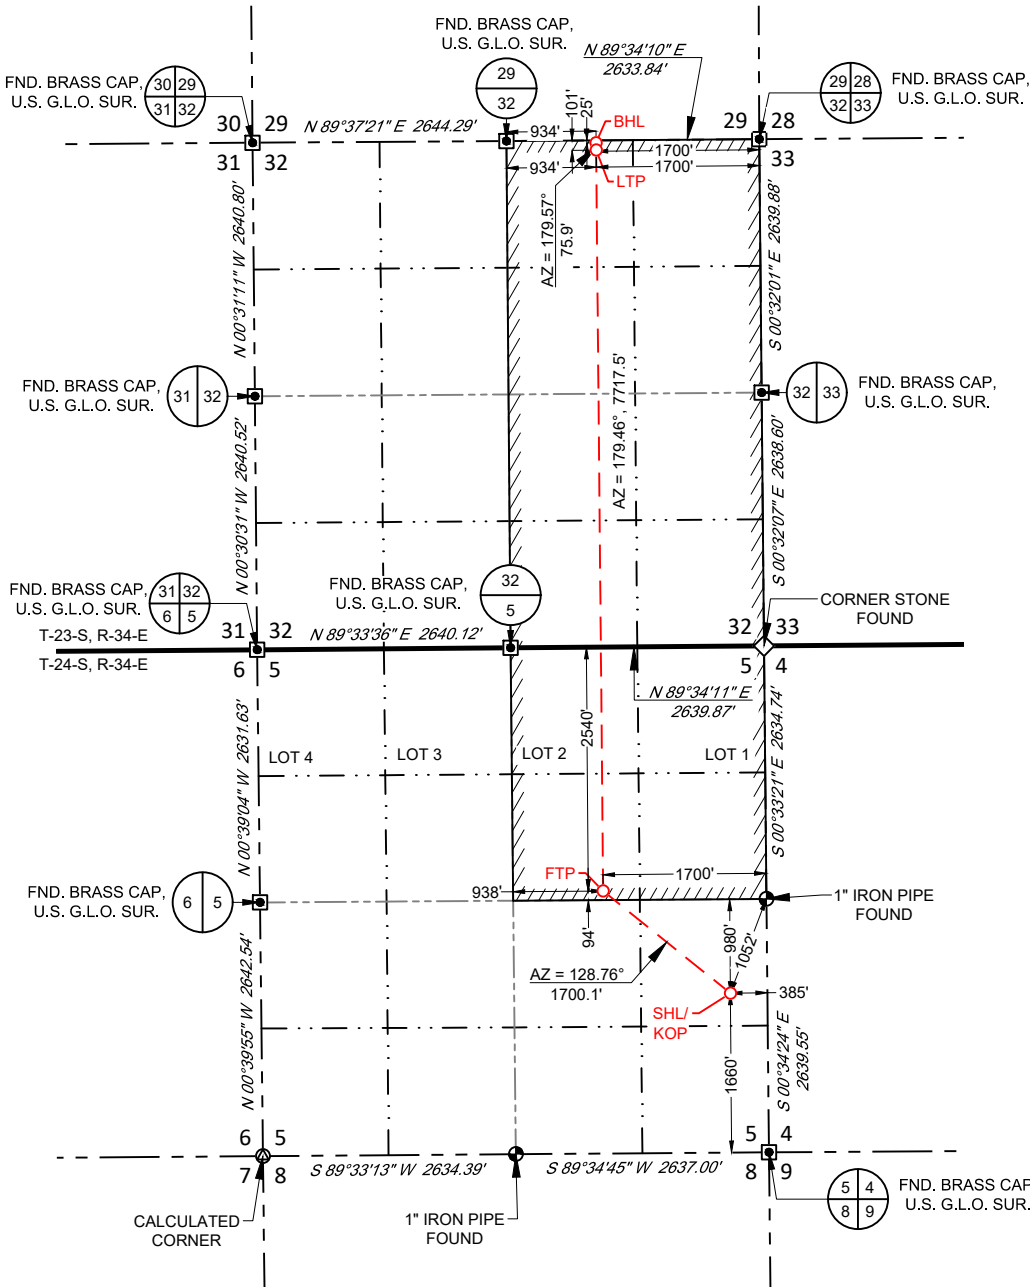 FND. BRASS CAP,
U.S. G.L.O. SUR.
29
32
N 89°34'10" E
2633.84'
FND. BRASS CAP,
U.S. G.L.O. SUR.
30 29
31 32
29 28
32 33
FND. BRASS CAP,
U.S. G.L.O. SUR.
30 29
31 32
N 89°37'21" E 2644.29'
934'
101'
25'
BHL
29 28
33
1700'
934'
1700'
LTP
AZ = 179.57°
75.9'
N 00°31'11" W 2640.80'
S 00°32'01" E 2639.88'
FND. BRASS CAP,
U.S. G.L.O. SUR.
31 32
32 33
FND. BRASS CAP,
U.S. G.L.O. SUR.
AZ = 179.46°, 7717.5'
N 00°30'31" W 2640.52'
S 00°32'07" E 2638.60'
FND. BRASS CAP,
U.S. G.L.O. SUR.
31 32
6 5
FND. BRASS CAP,
U.S. G.L.O. SUR.
32
5
CORNER STONE
FOUND
T-23-S, R-34-E
31 32
N 89°33'36" E 2640.12'
32 33
T-24-S, R-34-E
6 5
5 4
N 89°34'11" E
2639.87'
2540'
N 00°39'04" W 2631.63'
S 00°33'21" E 2634.74'
LOT 4
LOT 3
LOT 2
LOT 1
FTP
1700'
938'
FND. BRASS CAP,
U.S. G.L.O. SUR.
6 5
1" IRON PIPE
FOUND
94'
980'
1052'
AZ = 128.76°
1700.1'
385'
SHL/
KOP
N 00°39'55" W 2642.54'
1660'
S 00°34'24" E
2639.55'
6 5
7 8
S 89°33'13" W 2634.39'
S 89°34'45" W 2637.00'
5 4
8 9
CALCULATED
CORNER
1" IRON PIPE
FOUND
5 4
8 9
FND. BRASS CAP
U.S. G.L.O. SUR.